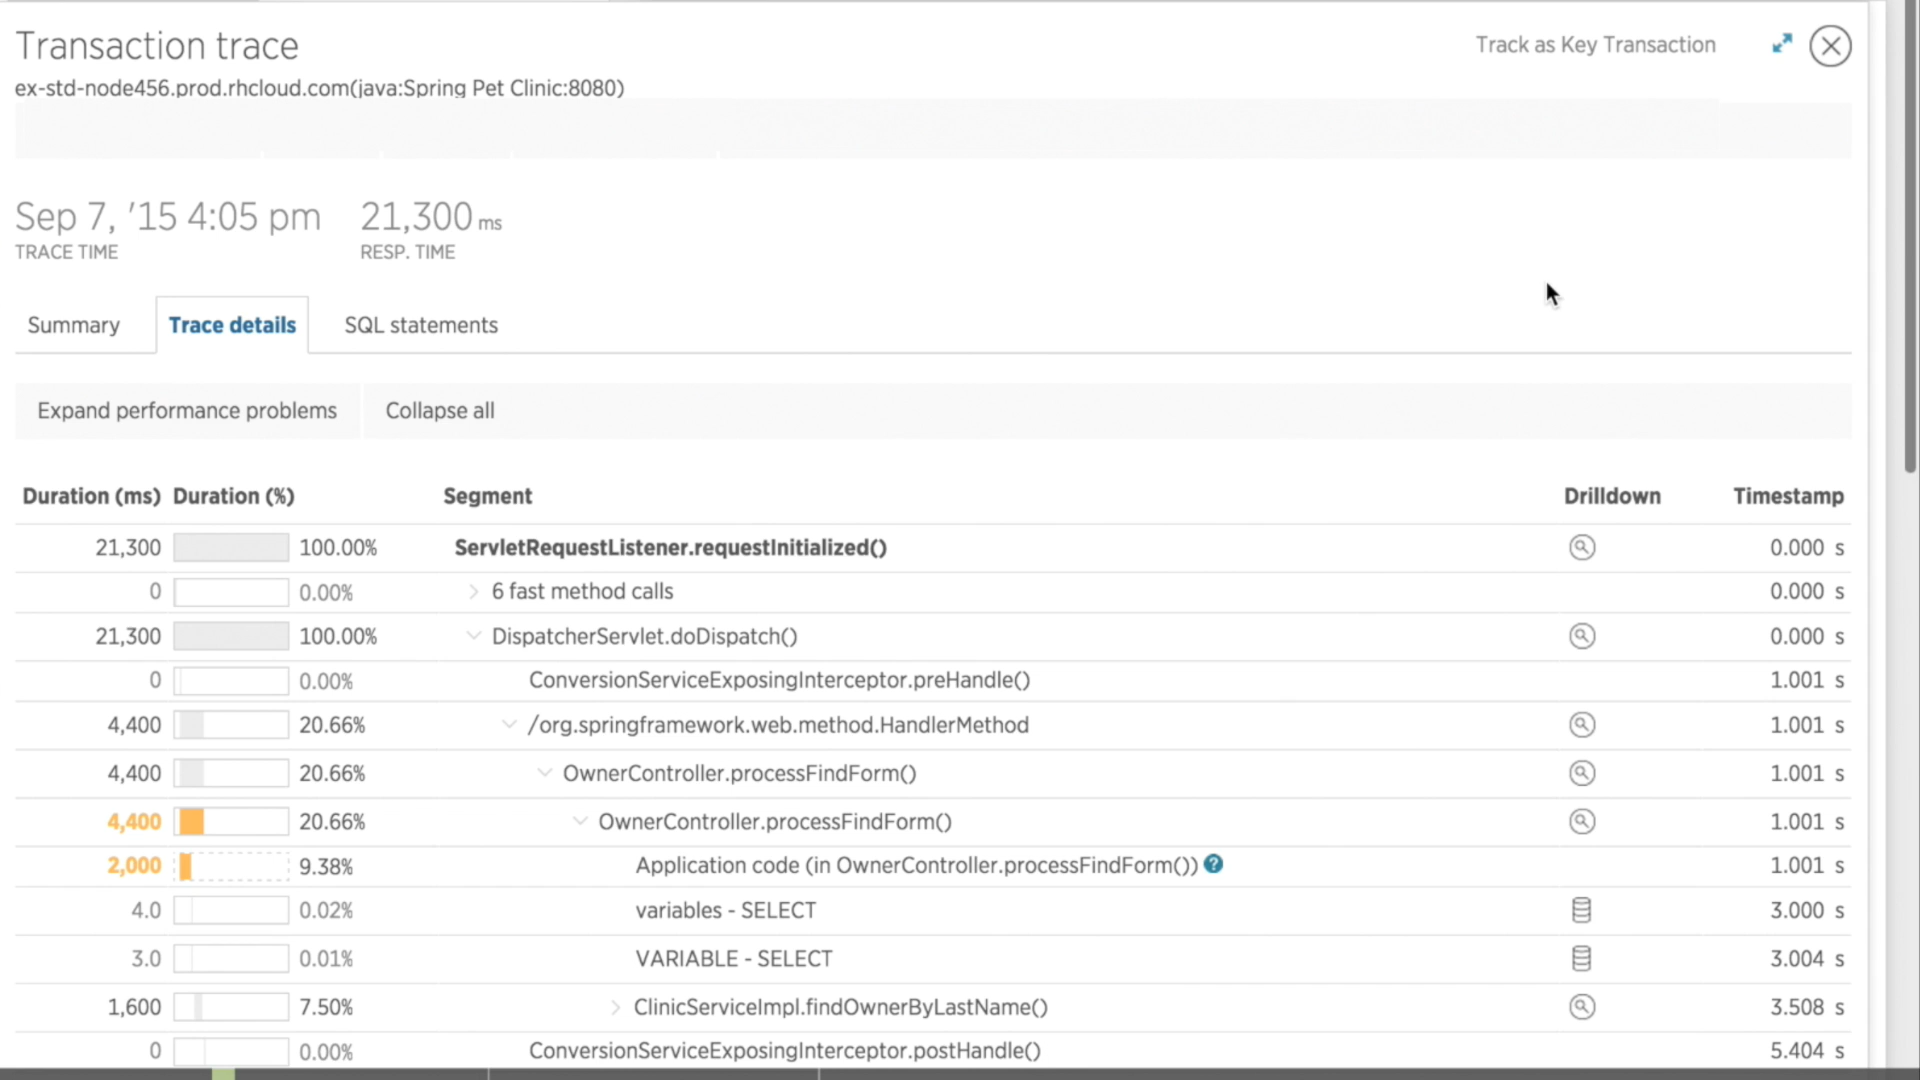 Transaction trace
Track as Key Transaction
ex-std-node456.prod.rhcloud.com(java:Spring Pet Clinic:8080)
Sep 7, '15 4:05 pm 21,300 ms
TRACE TIME RESP. TIME
Summary Trace details SQL statements
Expand performance problems Collapse all
Duration (ms) Duration (%) Segment Drilldown Timestamp
21,300 100.00% ServletRequestListener.requestInitialized() 0.000 s
0 0.00% 6 fast method calls 0.000 s
21,300 100.00% DispatcherServlet.doDispatch() 0.000 s
0 0.00% ConversionServiceExposingInterceptor.preHandle() 1.001 s
4,400 20.66% /org.springframework.web.method.HandlerMethod 1.001 s
4,400 20.66% OwnerController.processFindForm() 1.001 s
4,400 20.66% OwnerController.processFindForm() 1.001 s
2,000 9.38% Application code (in OwnerController.processFindForm()) ? 1.001 s
4.0 0.02% variables - SELECT 3.000 s
3.0 0.01% VARIABLE - SELECT 3.004 s
1,600 7.50% ClinicServiceImpl.findOwnerByLastName() 3.508 s
0 0.00% ConversionServiceExposingInterceptor.postHandle() 5.404 s